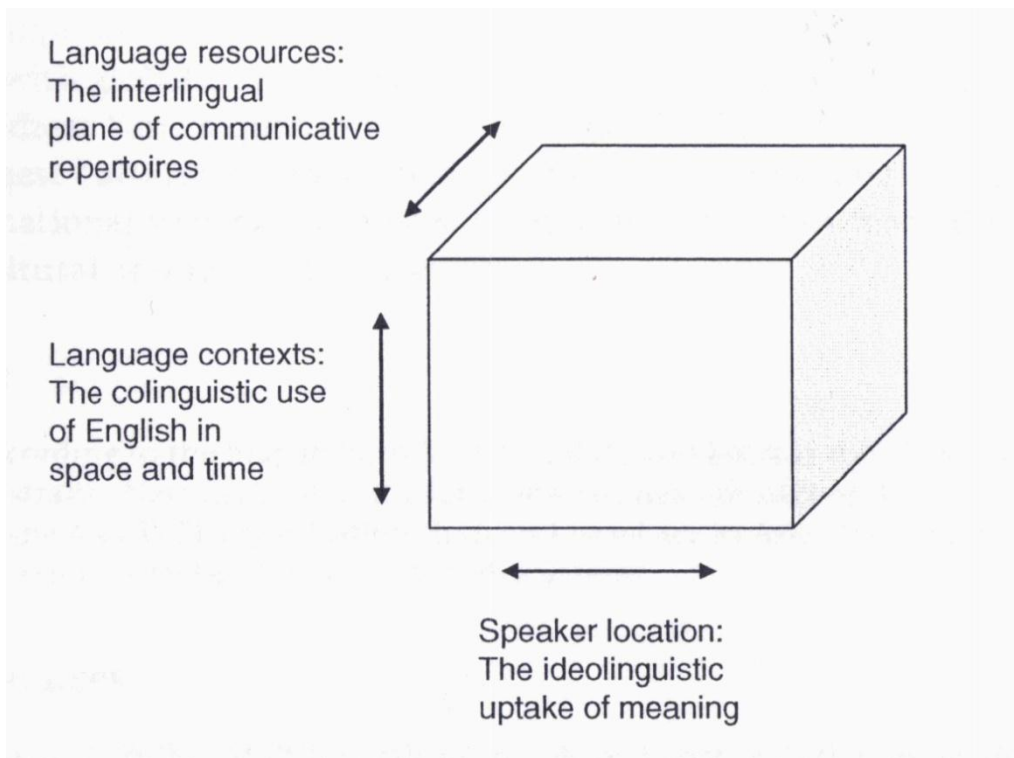 Language resources:
The interlingual
plane of communicative
repertoires
Language contexts:
The colinguistic use
of English in
space and time
Speaker location:
The ideolinguistic
uptake of meaning